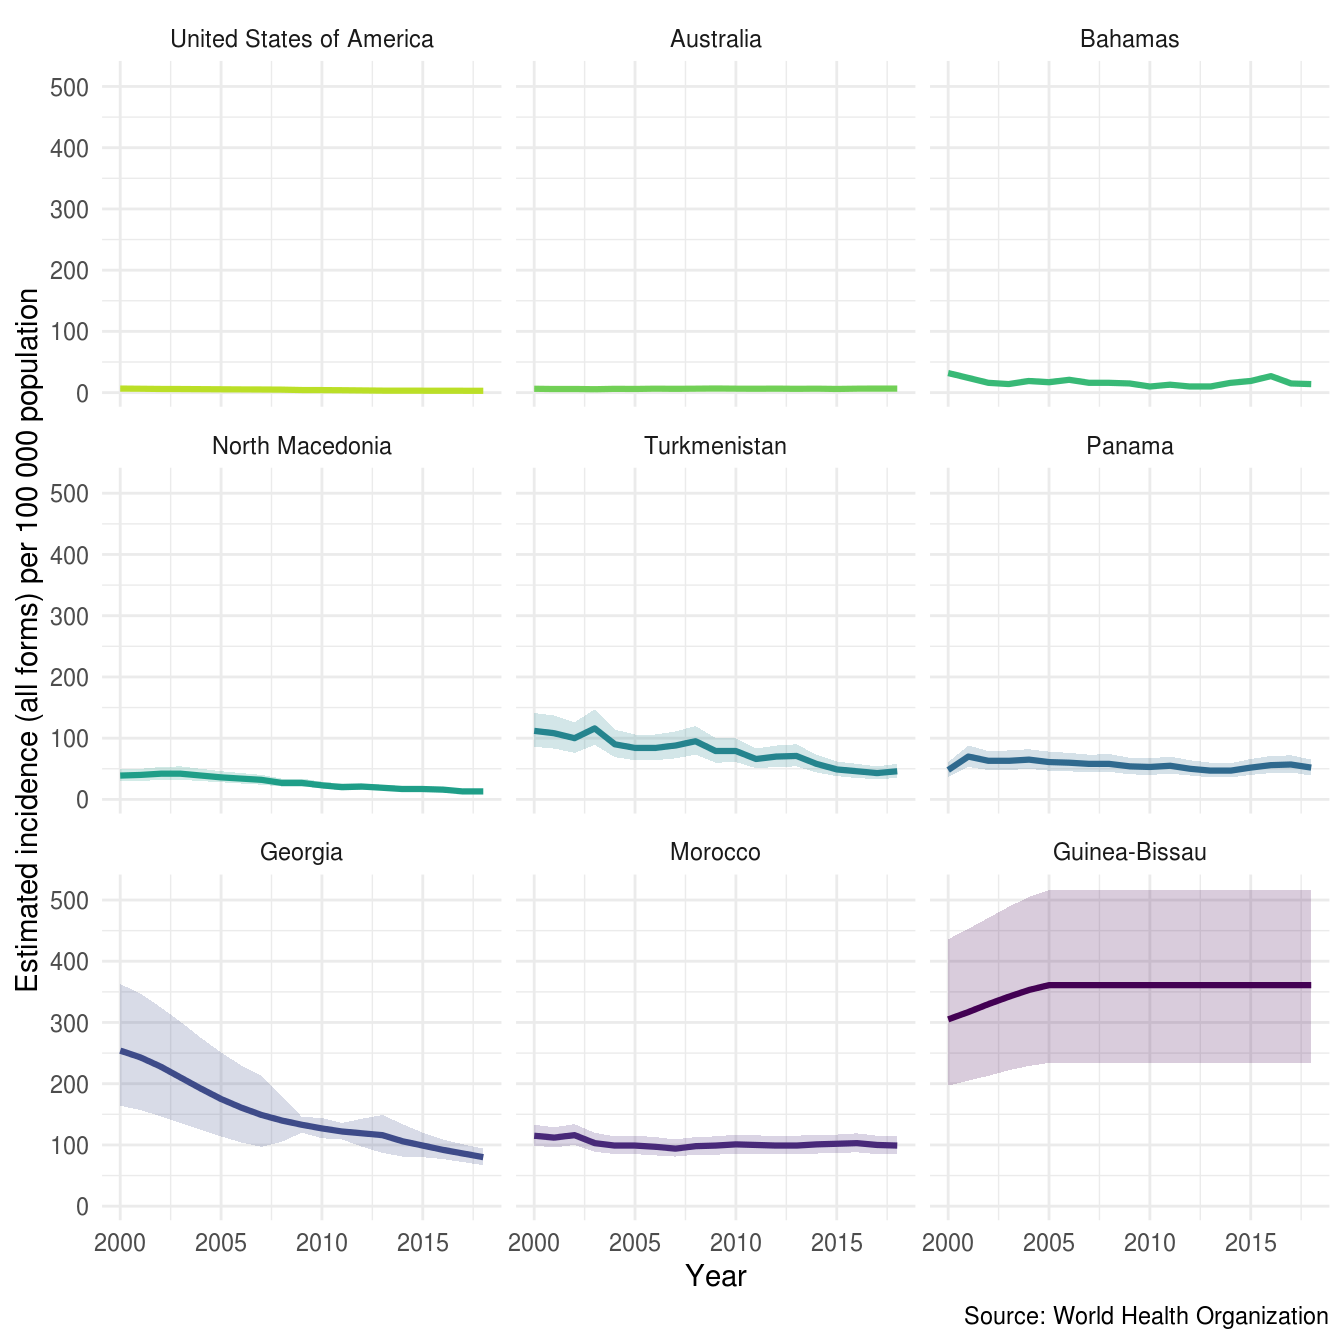 United States of America
Australia
Bahamas
500
400
300
200
100
0
North Macedonia
Turkmenistan
Panama
500
400
300
200
100
0
Georgia
Morocco
Guinea-Bissau
500
400
300
200
100
0
Estimated incidence (all forms) per 100 000 population
2000 2005 2010 2015
2000 2005 2010 2015
2000 2005 2010 2015
Year
Source: World Health Organization